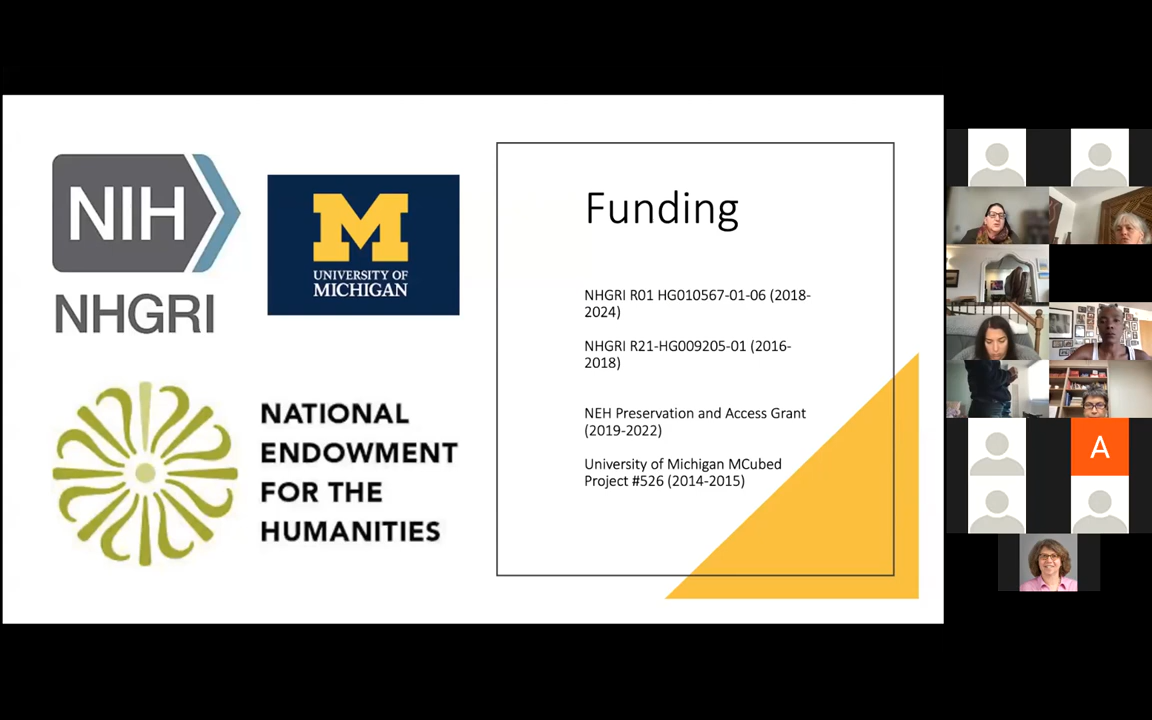 NIH
NHGRI
M
UNIVERSITY OF
MICHIGAN
NATIONAL
ENDOWMENT
FOR THE
HUMANITIES
Funding
NHGRI R01 HG010567-01-06 (2018-
2024)
NHGRI R21-HG009205-01 (2016-
2018)
NEH Preservation and Access Grant
(2019-2022)
University of Michigan MCubed
Project #526 (2014-2015)
A